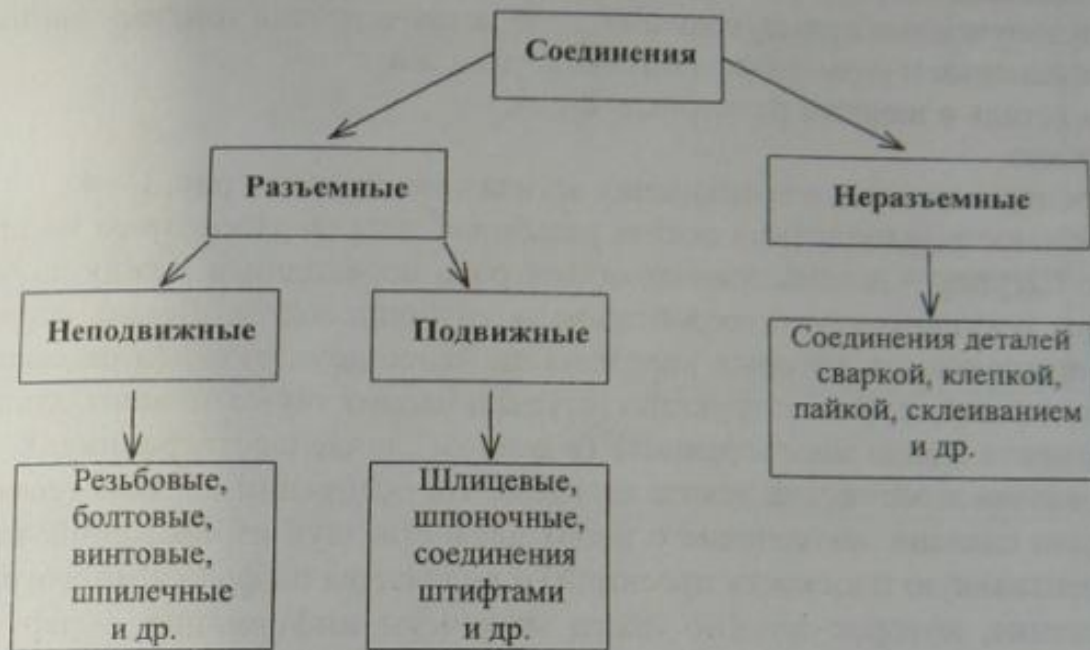 Соединения
Разъемные
Неразъемные
Неподвижные
Подвижные
Соединения деталей
сваркой, клепкой,
пайкой, склеиванием
и др.
Резьбовые,
болтовые,
винтовые,
шпилечные
и др.
Шлицевые,
шпоночные,
соединения
штифтами
и др.